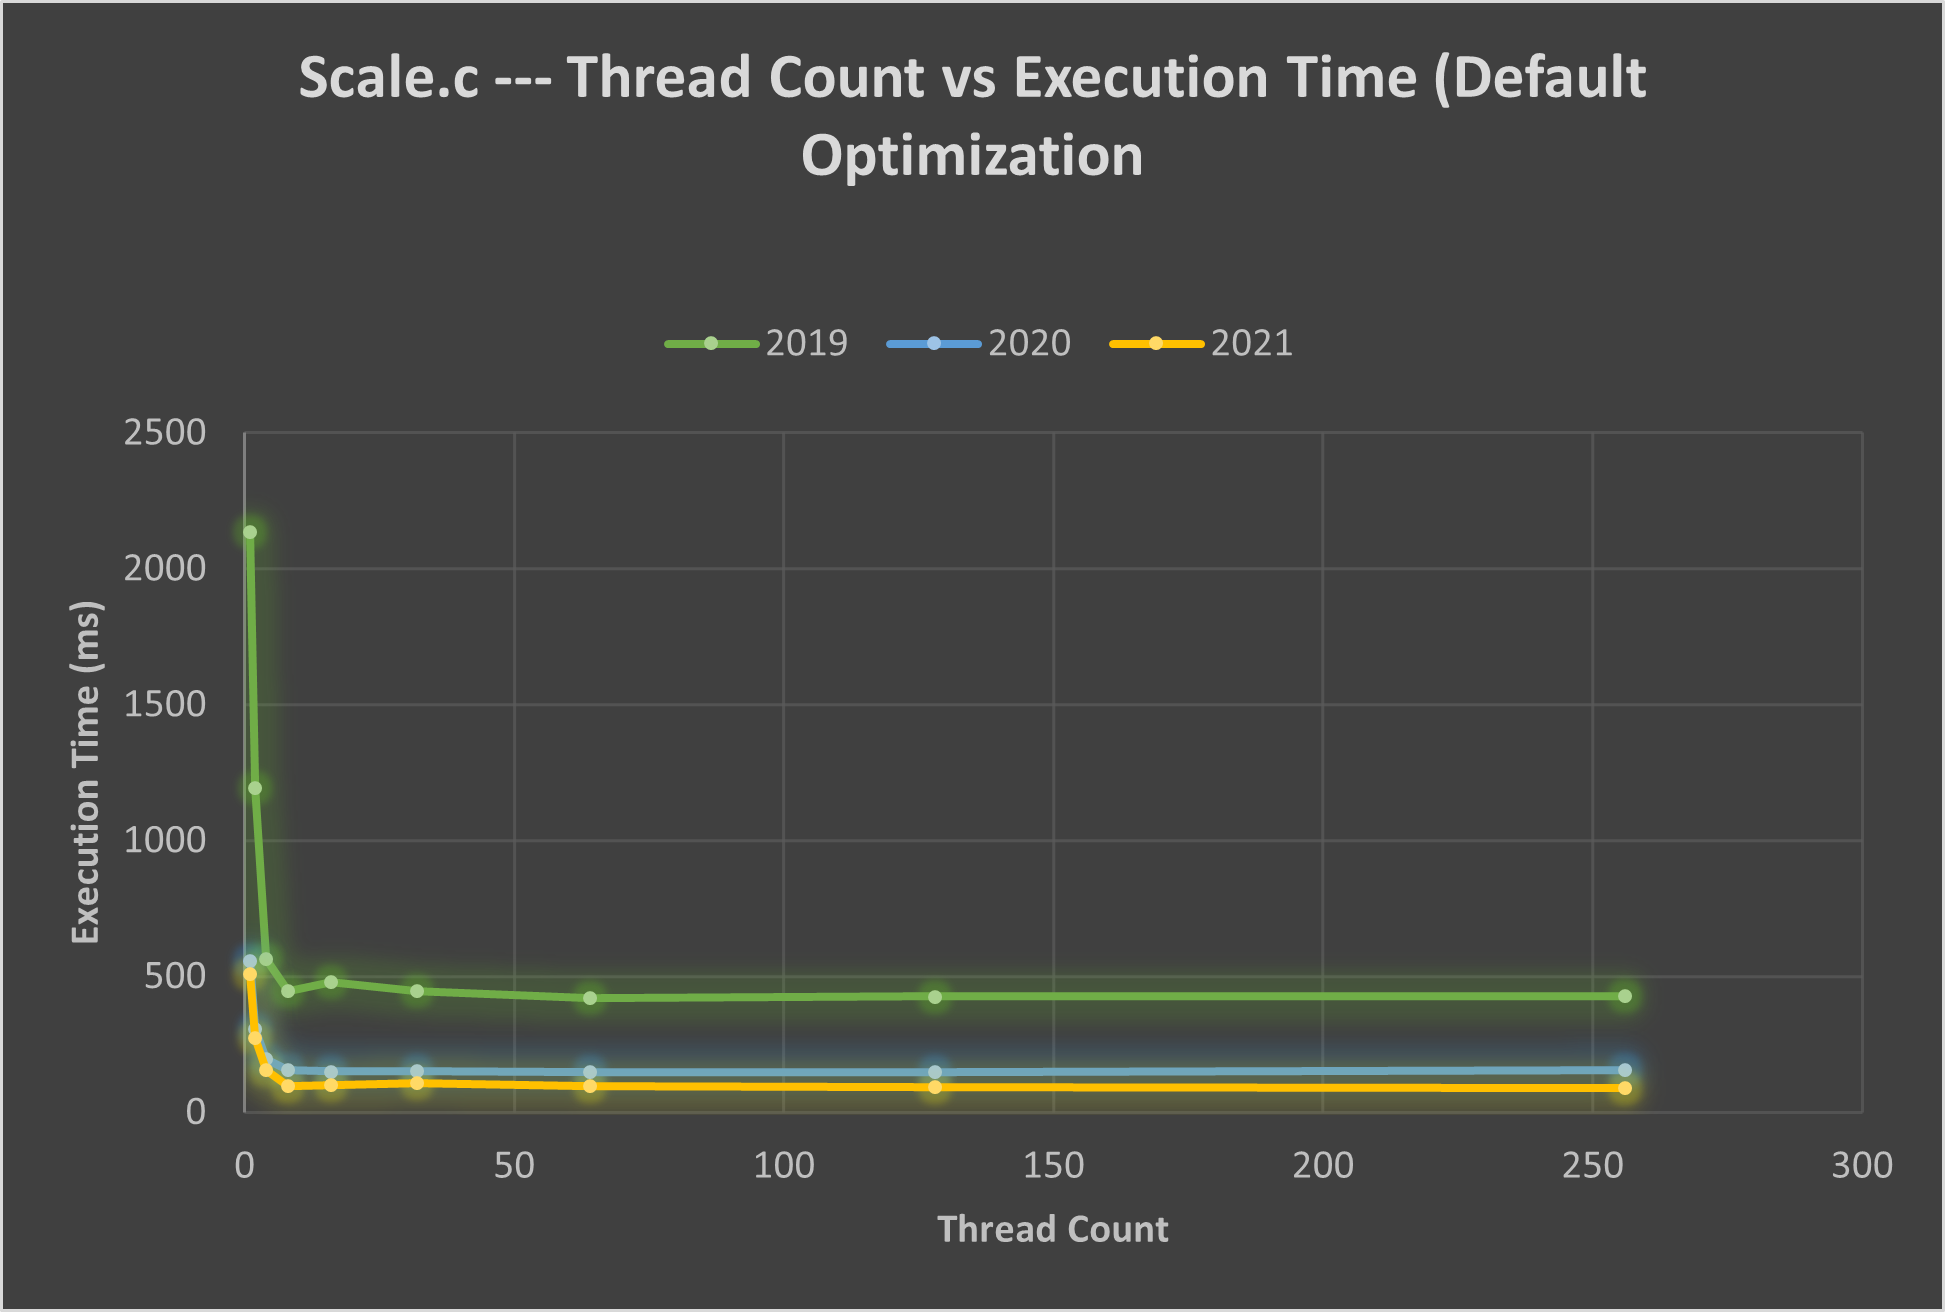 Scale.c --- Thread Count vs Execution Time (Default
Optimization
2019 2020 2021
2500
2000
1500
1000
500
0
Execution Time (ms)
0 50 100 150 200 250 300
Thread Count